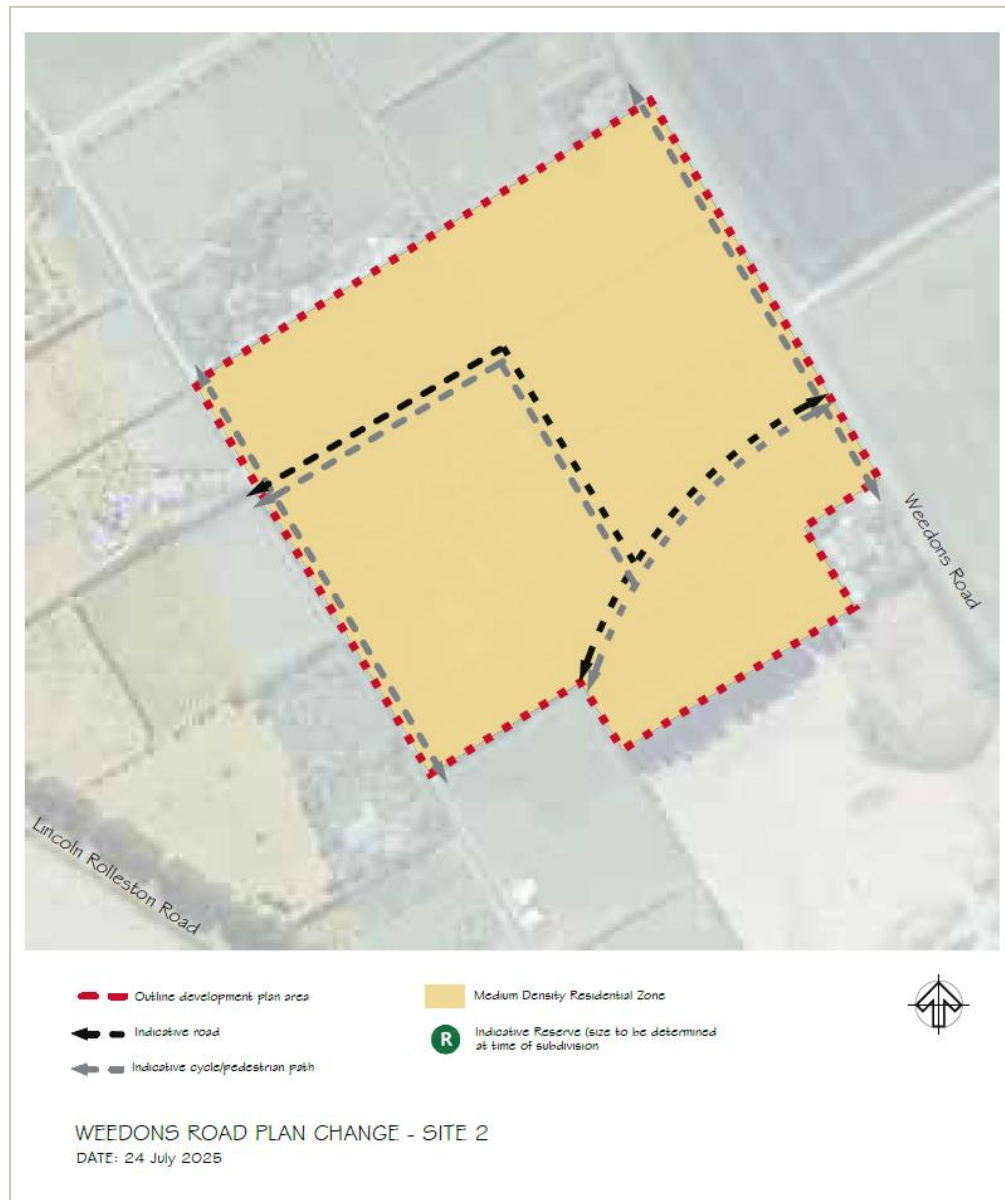 Weedons Road
Lincoln Rolleston Road
Outline development plan area
Medium Density Residential Zone
Indicative road
R
Indicative Reserve (size to be determined
at time of subdivision
Indicative cycle/pedestrian path
WEEDONS ROAD PLAN CHANGE - SITE 2
DATE: 24 July 2025